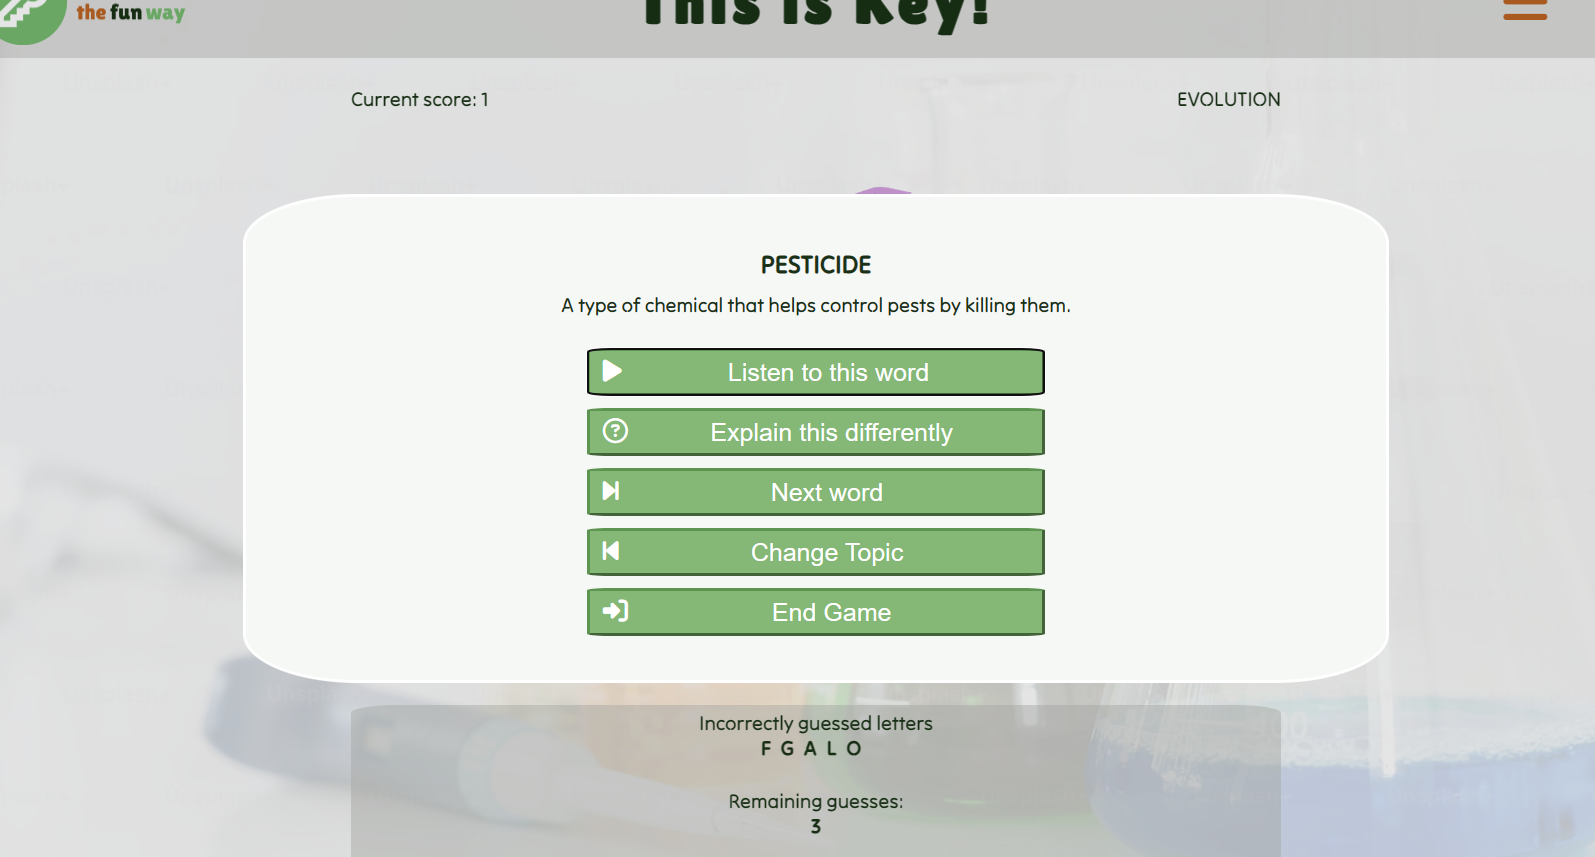 the fun way
This is Key!
Current score: 1
EVOLUTION
PESTICIDE
A type of chemical that helps control pests by killing them.
Listen to this word
Explain this differently
Next word
Change Topic
End Game
Incorrectly guessed letters
F G A L O
Remaining guesses:
3